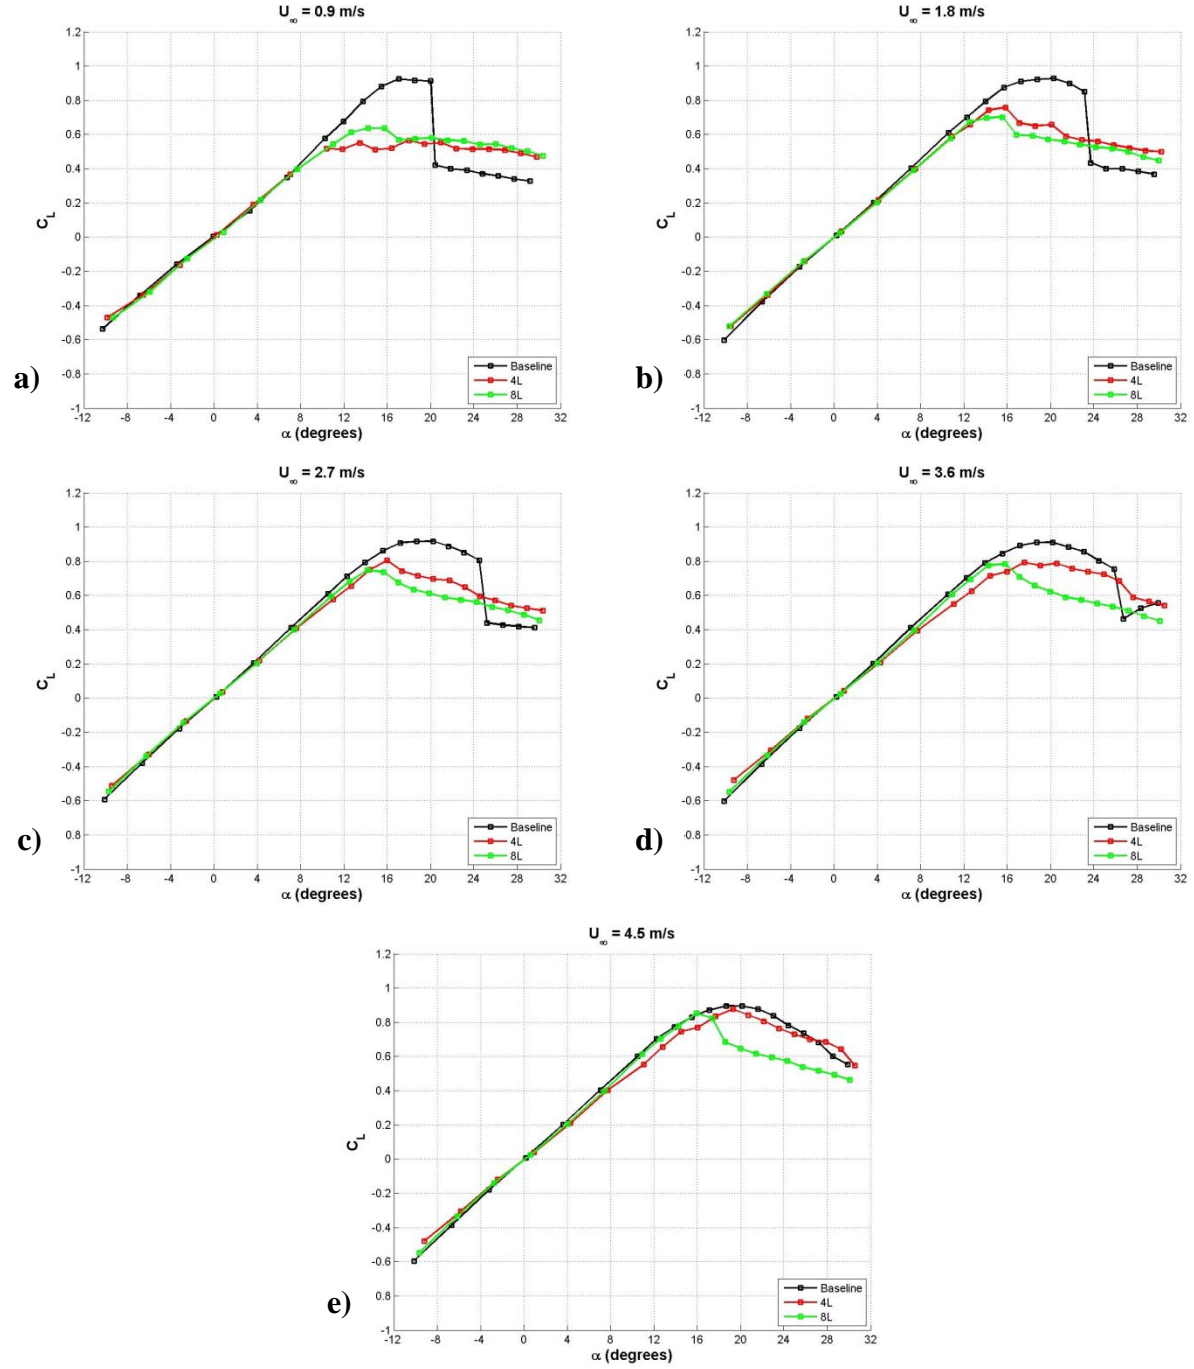 U∞ = 0.9 m/s
1.2
1
0.8
0.6
0.4
0.2
0
-0.2
-0.4
-0.6
-0.8
-1
C_L
-12 -8 -4 0 4 8 12 16 20 24 28 32
α (degrees)
Baseline
4L
8L
a)
U∞ = 1.8 m/s
1.2
1
0.8
0.6
0.4
0.2
0
-0.2
-0.4
-0.6
-0.8
-1
C_L
-12 -8 -4 0 4 8 12 16 20 24 28 32
α (degrees)
Baseline
4L
8L
b)
U∞ = 2.7 m/s
1.2
1
0.8
0.6
0.4
0.2
0
-0.2
-0.4
-0.6
-0.8
-1
C_L
-12 -8 -4 0 4 8 12 16 20 24 28 32
α (degrees)
Baseline
4L
8L
c)
U∞ = 3.6 m/s
1.2
1
0.8
0.6
0.4
0.2
0
-0.2
-0.4
-0.6
-0.8
-1
C_L
-12 -8 -4 0 4 8 12 16 20 24 28 32
α (degrees)
Baseline
4L
8L
d)
U∞ = 4.5 m/s
1.2
1
0.8
0.6
0.4
0.2
0
-0.2
-0.4
-0.6
-0.8
-1
C_L
-12 -8 -4 0 4 8 12 16 20 24 28 32
α (degrees)
Baseline
4L
8L
e)